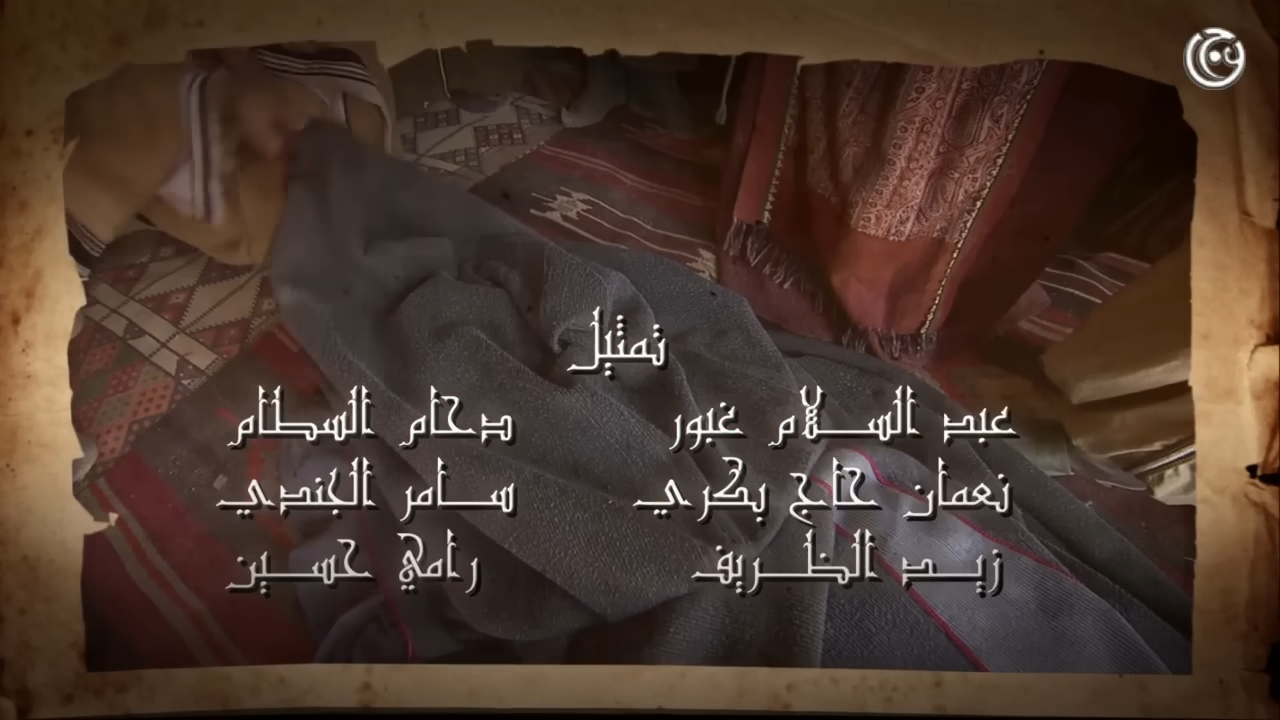 تمثيل
عبد السلام غبور دحام السطام
نعمان حاج بكري سامر الجندي
زيد الظريف رامي حسين